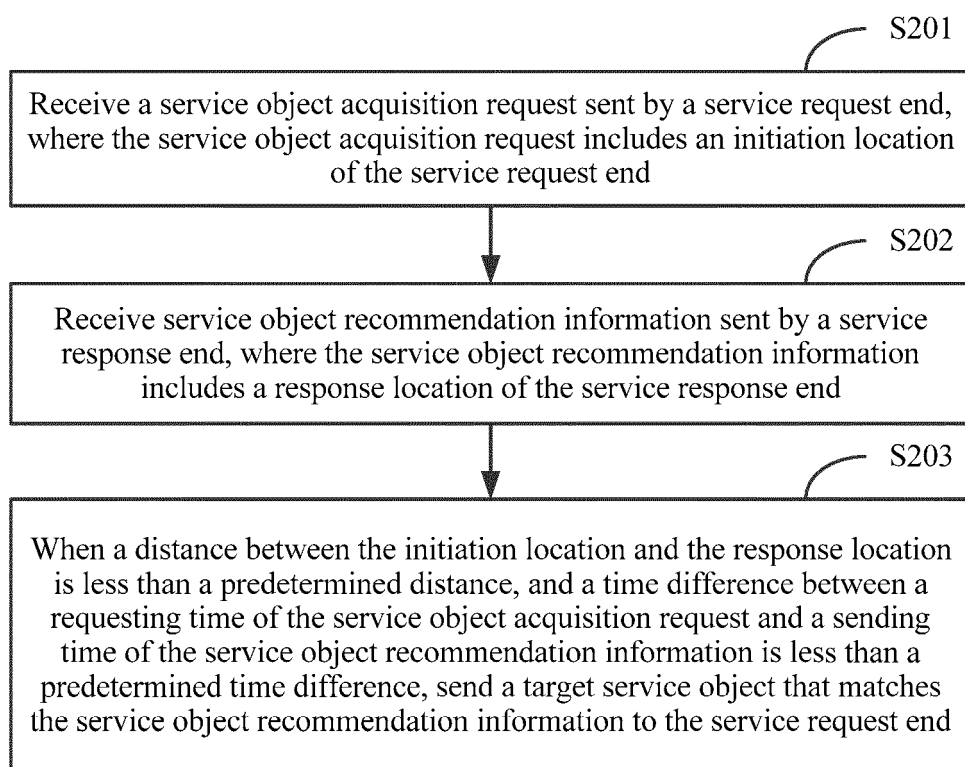 S201
Receive a service object acquisition request sent by a service request end,
where the service object acquisition request includes an initiation location
of the service request end
S202
Receive service object recommendation information sent by a service
response end, where the service object recommendation information
includes a response location of the service response end
S203
When a distance between the initiation location and the response location
is less than a predetermined distance, and a time difference between a
requesting time of the service object acquisition request and a sending
time of the service object recommendation information is less than a
predetermined time difference, send a target service object that matches
the service object recommendation information to the service request end